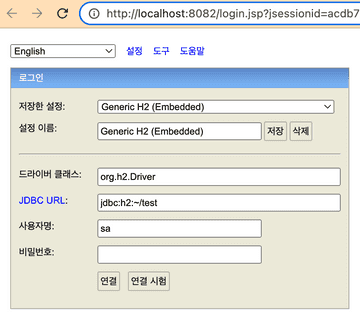 http://localhost:8082/login.jsp?jsessionid=acdb7
English 설정 도구 도움말
로그인
저장한 설정: Generic H2 (Embedded)
설정 이름: Generic H2 (Embedded) 저장 삭제
드라이버 클래스: org.h2.Driver
JDBC URL: jdbc:h2:~/test
사용자명: sa
비밀번호:
연결 연결 시험